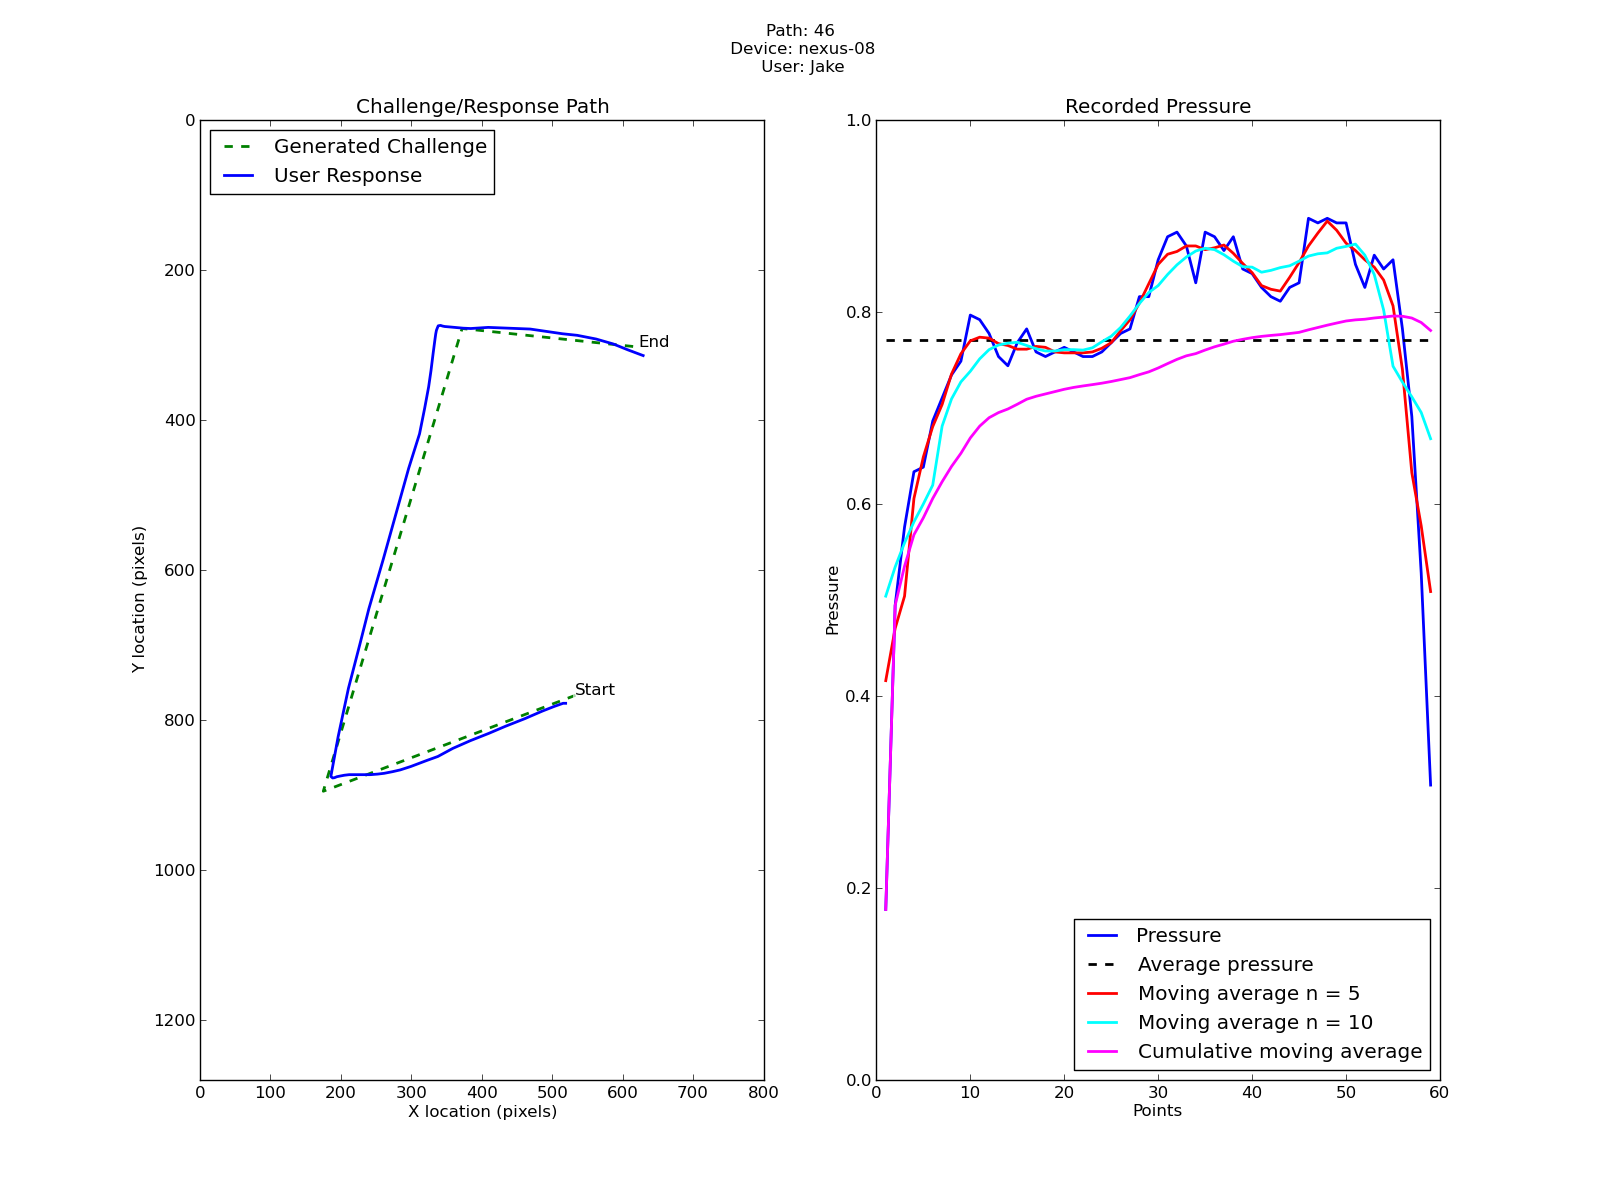 Path: 46
Device: nexus-08
User: Jake
Challenge/Response Path
0
200
400
600
800
1000
1200
Y location (pixels)
Generated Challenge
User Response
End
Start
0 100 200 300 400 500 600 700 800
X location (pixels)
Recorded Pressure
1.0
0.8
0.6
0.4
0.2
0.0
Pressure
Pressure
Average pressure
Moving average n = 5
Moving average n = 10
Cumulative moving average
0 10 20 30 40 50 60
Points